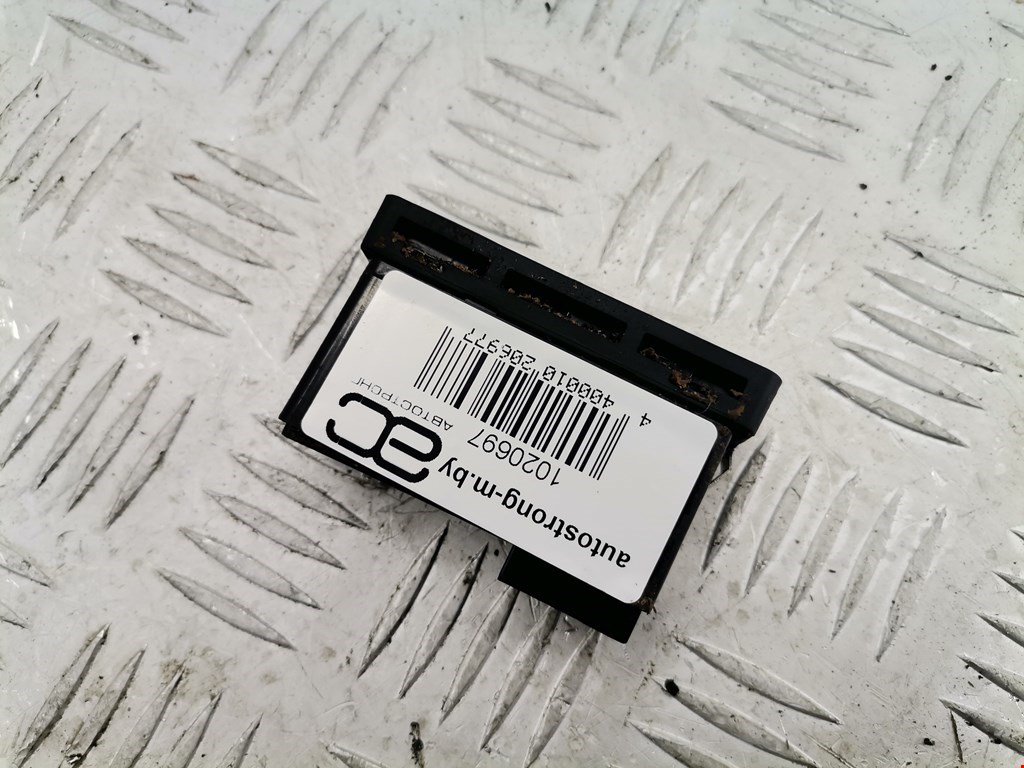 autostrong-m.by
ac
АВТОСТРОНГ
1020697
4 400010 206977